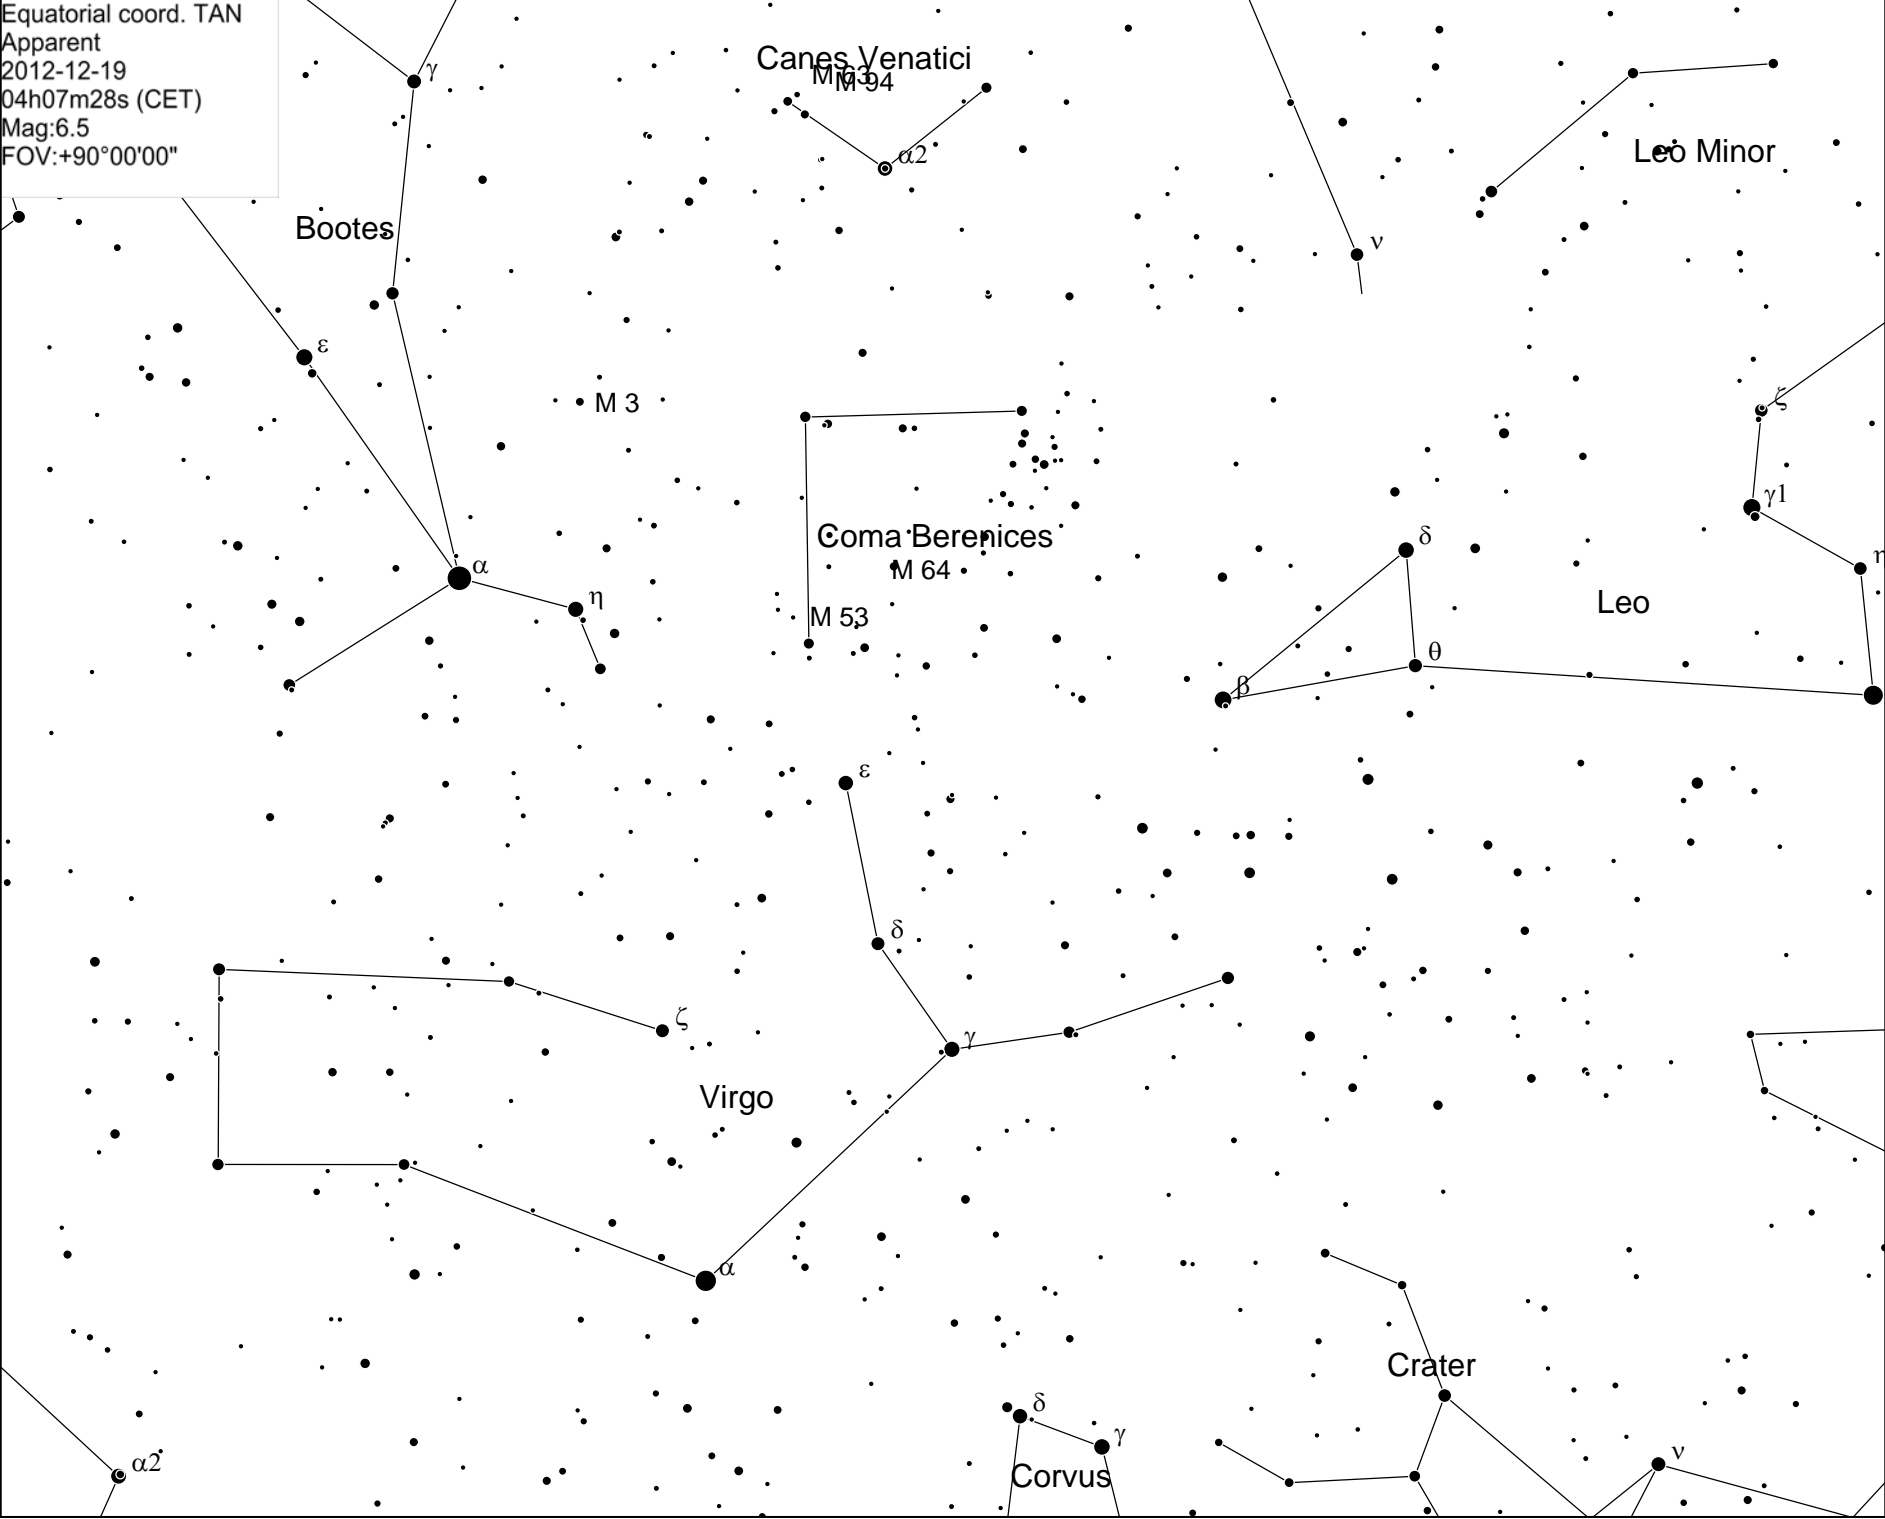 Equatorial coord. TAN
Apparent
2012-12-19
04h07m28s (CET)
Mag:6.5
FOV:+90°00'00"
γ
Canes Venatici
M 63
M 94
α2
Leo Minor
Bootes
ν
ε
M 3
ζ
γ1
Coma Berenices
δ
α
M 64
η
η
Leo
M 53
θ
β
ε
δ
ζ
γ
Virgo
α
Crater
δ
γ
ν
α2
Corvus